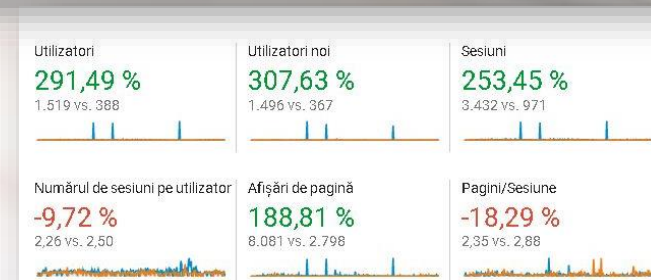 Utilizatori
291,49 %
1.519 vs. 388
Utilizatori noi
307,63 %
1.496 vs. 367
Sesiuni
253,45 %
3.432 vs. 971
Numărul de sesiuni pe utilizator
-9,72 %
2,26 vs. 2,50
Afișări de pagină
188,81 %
8.081 vs. 2.798
Pagini/Sesiune
-18,29 %
2,35 vs. 2,88